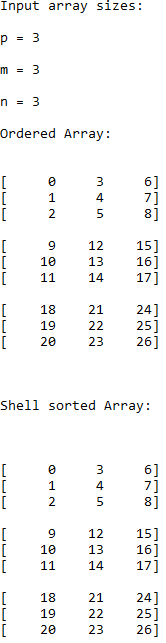 Input array sizes:
p = 3
m = 3
n = 3
Ordered Array:
[ 0 3 6]
[ 1 4 7]
[ 2 5 8]
[ 9 12 15]
[ 10 13 16]
[ 11 14 17]
[ 18 21 24]
[ 19 22 25]
[ 20 23 26]
Shell sorted Array:
[ 0 3 6]
[ 1 4 7]
[ 2 5 8]
[ 9 12 15]
[ 10 13 16]
[ 11 14 17]
[ 18 21 24]
[ 19 22 25]
[ 20 23 26]